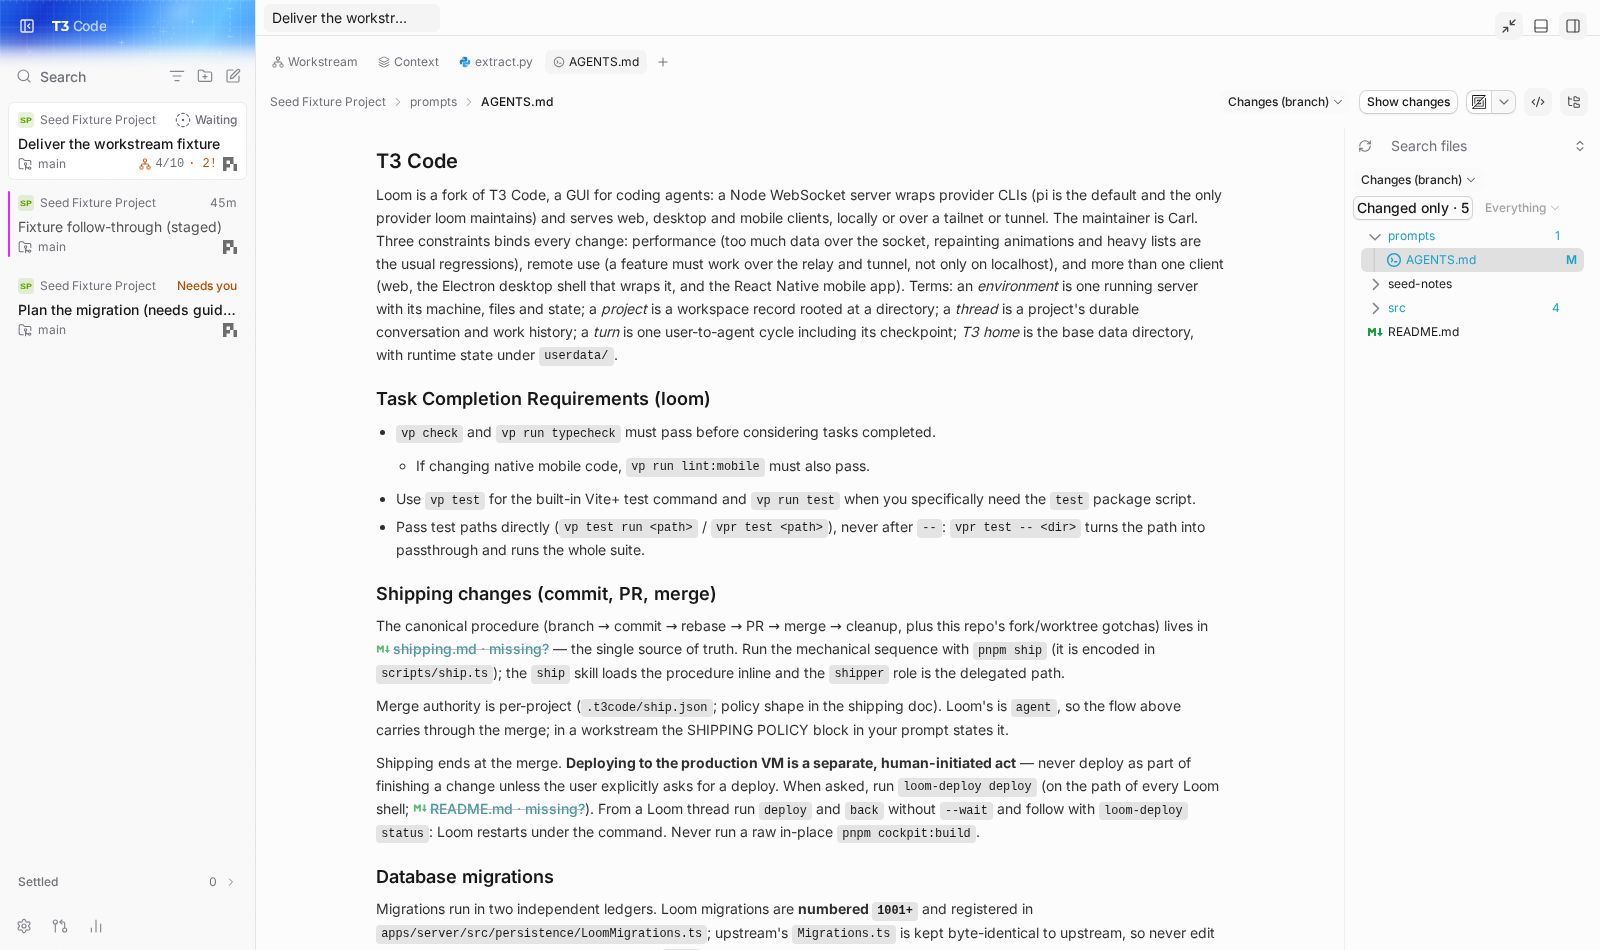 T3 Code
Search
SP Seed Fixture Project Waiting
Deliver the workstream fixture
main 4/10 · 2!
SP Seed Fixture Project 45m
Fixture follow-through (staged)
main
SP Seed Fixture Project Needs you
Plan the migration (needs guid...
main
Settled 0
Deliver the workstr...
Workstream Context extract.py AGENTS.md
Seed Fixture Project prompts AGENTS.md
Changes (branch) Show changes
T3 Code
Loom is a fork of T3 Code, a GUI for coding agents: a Node WebSocket server wraps provider CLIs (pi is the default and the only
provider loom maintains) and serves web, desktop and mobile clients, locally or over a tailnet or tunnel. The maintainer is Carl.
Three constraints binds every change: performance (too much data over the socket, repainting animations and heavy lists are
the usual regressions), remote use (a feature must work over the relay and tunnel, not only on localhost), and more than one client
(web, the Electron desktop shell that wraps it, and the React Native mobile app). Terms: an environment is one running server
with its machine, files and state; a project is a workspace record rooted at a directory; a thread is a project's durable
conversation and work history; a turn is one user-to-agent cycle including its checkpoint; T3 home is the base data directory,
with runtime state under userdata/.
Task Completion Requirements (loom)
• vp check and vp run typecheck must pass before considering tasks completed.
◦ If changing native mobile code, vp run lint:mobile must also pass.
• Use vp test for the built-in Vite+ test command and vp run test when you specifically need the test package script.
• Pass test paths directly (vp test run <path> / vpr test <path>), never after --: vpr test -- <dir> turns the path into
passthrough and runs the whole suite.
Shipping changes (commit, PR, merge)
The canonical procedure (branch → commit → rebase → PR → merge → cleanup, plus this repo's fork/worktree gotchas) lives in
shipping.md · missing? — the single source of truth. Run the mechanical sequence with pnpm ship (it is encoded in
scripts/ship.ts); the ship skill loads the procedure inline and the shipper role is the delegated path.
Merge authority is per-project (.t3code/ship.json; policy shape in the shipping doc). Loom's is agent, so the flow above
carries through the merge; in a workstream the SHIPPING POLICY block in your prompt states it.
Shipping ends at the merge. Deploying to the production VM is a separate, human-initiated act — never deploy as part of
finishing a change unless the user explicitly asks for a deploy. When asked, run loom-deploy deploy (on the path of every Loom
shell; README.md · missing?). From a Loom thread run deploy and back without --wait and follow with loom-deploy
status: Loom restarts under the command. Never run a raw in-place pnpm cockpit:build.
Database migrations
Migrations run in two independent ledgers. Loom migrations are numbered 1001+ and registered in
apps/server/src/persistence/LoomMigrations.ts; upstream's Migrations.ts is kept byte-identical to upstream, so never edit
Search files
Changes (branch)
Changed only · 5 Everything
prompts 1
AGENTS.md M
seed-notes
src 4
README.md